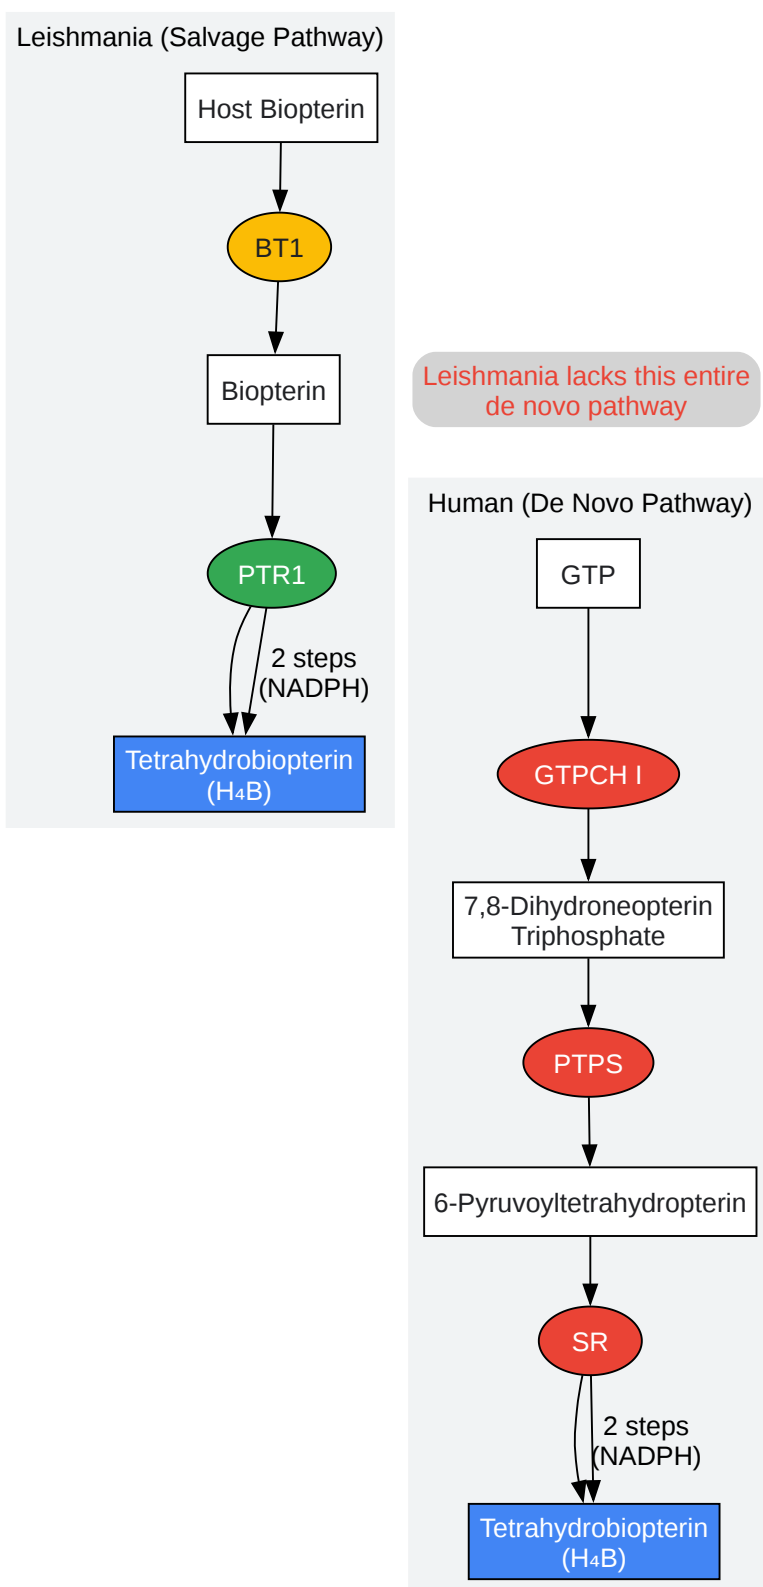 Leishmania (Salvage Pathway)
Host Biopterin
BT1
Biopterin
PTR1
2 steps
(NADPH)
Tetrahydrobiopterin
(H₄B)
Leishmania lacks this entire
de novo pathway
Human (De Novo Pathway)
GTP
GTPCH I
7,8-Dihydroneopterin
Triphosphate
PTPS
6-Pyruvoyltetrahydropterin
SR
2 steps
(NADPH)
Tetrahydrobiopterin
(H₄B)